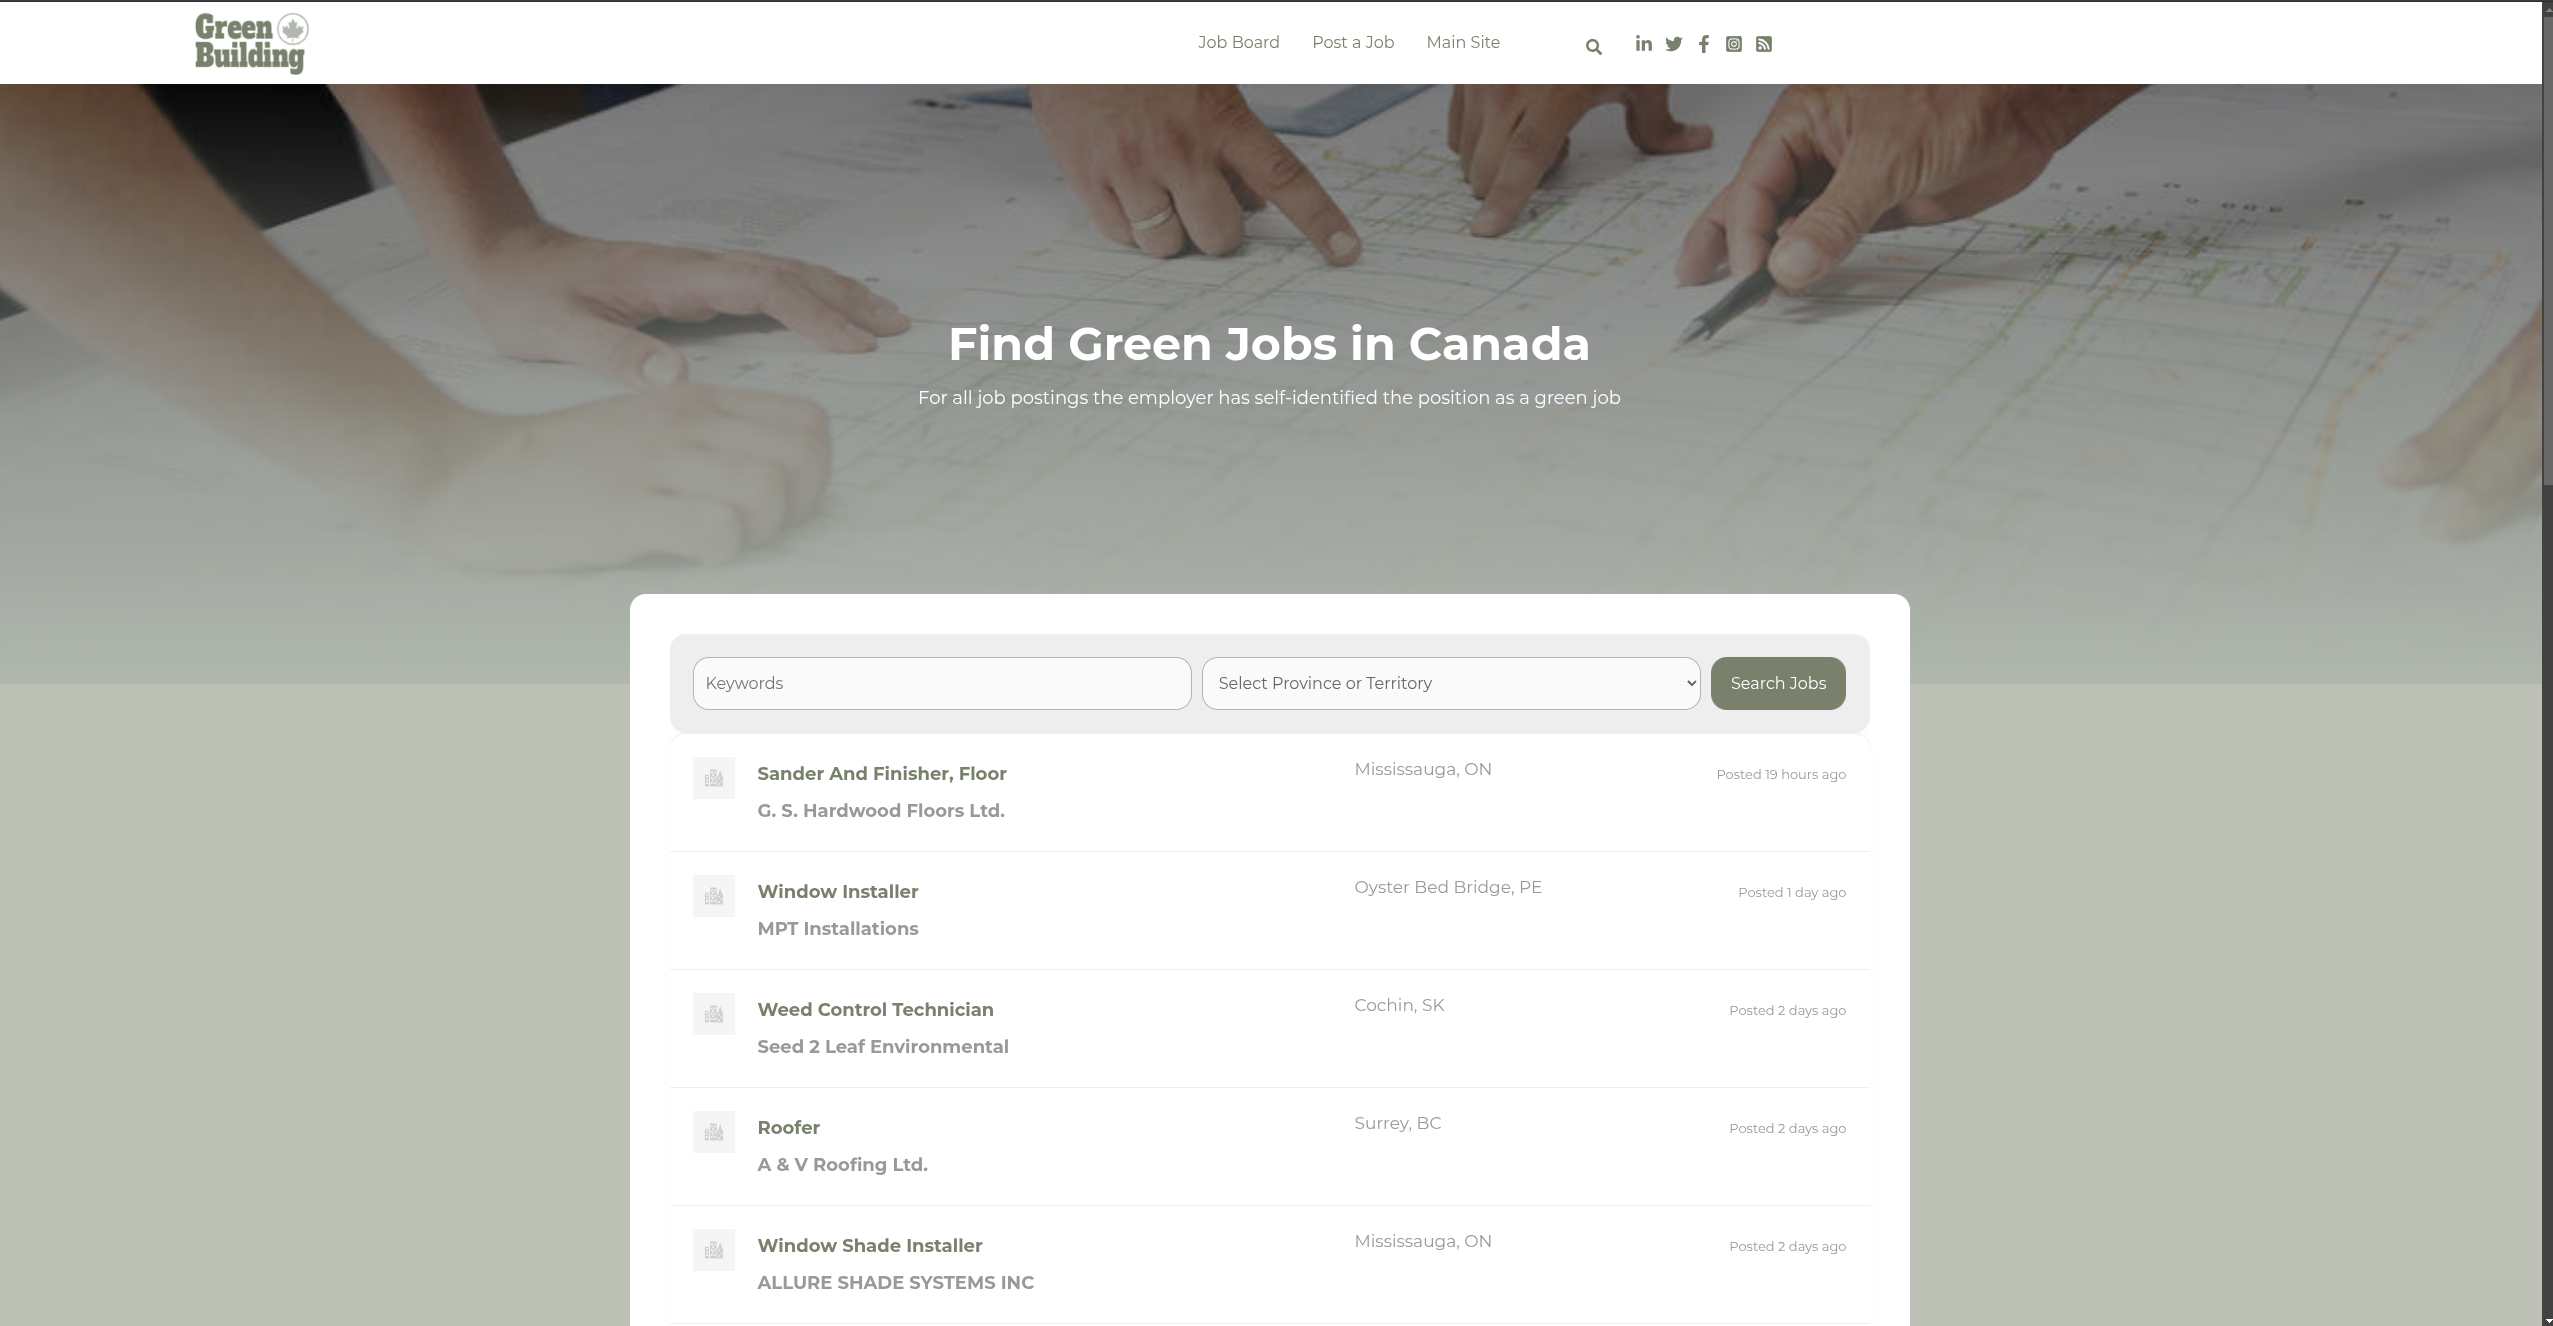 Green
Building
Job Board Post a Job Main Site
Find Green Jobs in Canada
For all job postings the employer has self-identified the position as a green job
Keywords Select Province or Territory Search Jobs
Sander And Finisher, Floor Mississauga, ON Posted 19 hours ago
G. S. Hardwood Floors Ltd.
Window Installer Oyster Bed Bridge, PE Posted 1 day ago
MPT Installations
Weed Control Technician Cochin, SK Posted 2 days ago
Seed 2 Leaf Environmental
Roofer Surrey, BC Posted 2 days ago
A & V Roofing Ltd.
Window Shade Installer Mississauga, ON Posted 2 days ago
ALLURE SHADE SYSTEMS INC